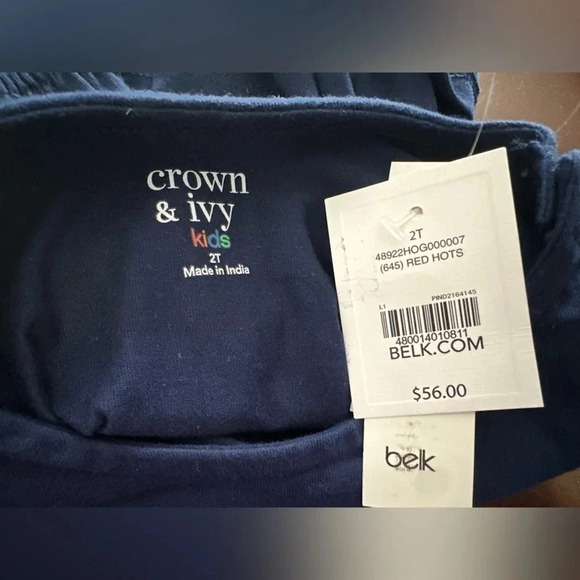 crown
& ivy
kids
2T
Made in India
2T
48922HOG000007
(645) RED HOTS
L1
PIND2164145
480014010811
BELK.COM
$56.00
belk